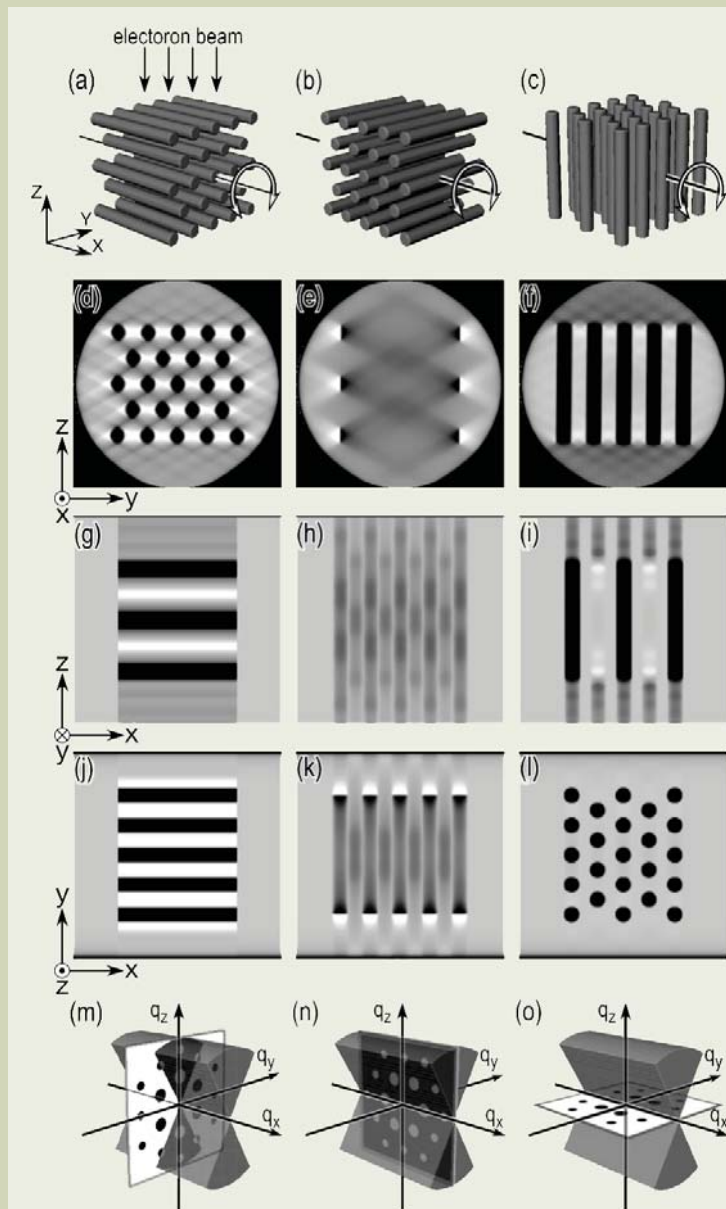 electoron beam
(a)
(b)
(c)
Z
Y
X
(d)
(e)
(f)
z
y
x
(g)
(h)
(i)
z
x
y
(j)
(k)
(l)
y
x
z
(m)
(n)
(o)
qz
qz
qz
qy
qy
qy
qx
qx
qx